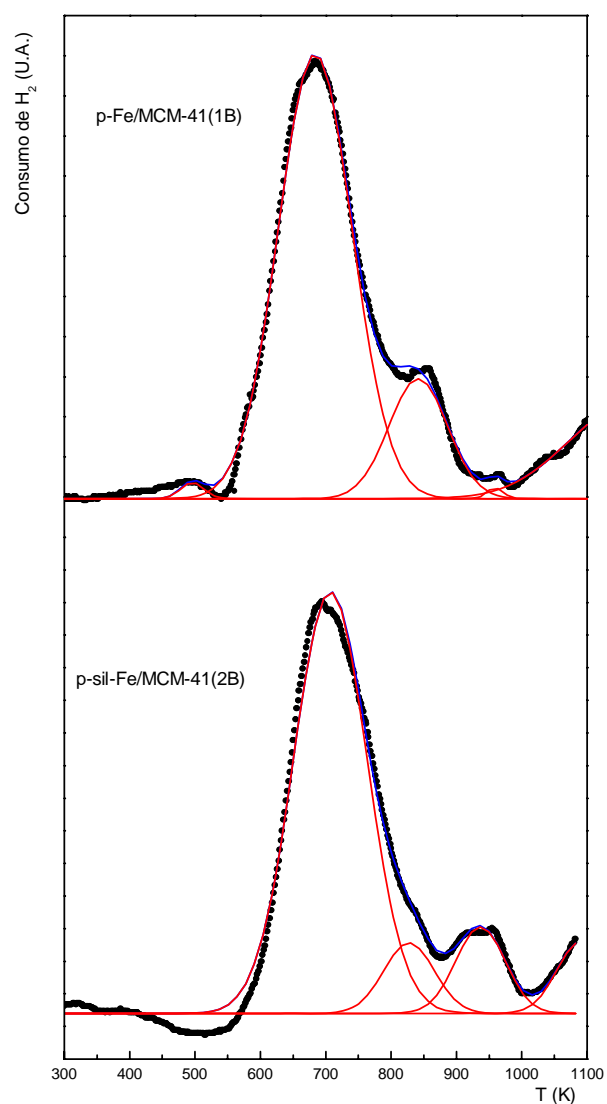 Consumo de H₂ (U.A.)
p-Fe/MCM-41(1B)
p-sil-Fe/MCM-41(2B)
300 400 500 600 700 800 900 1000 1100
T (K)